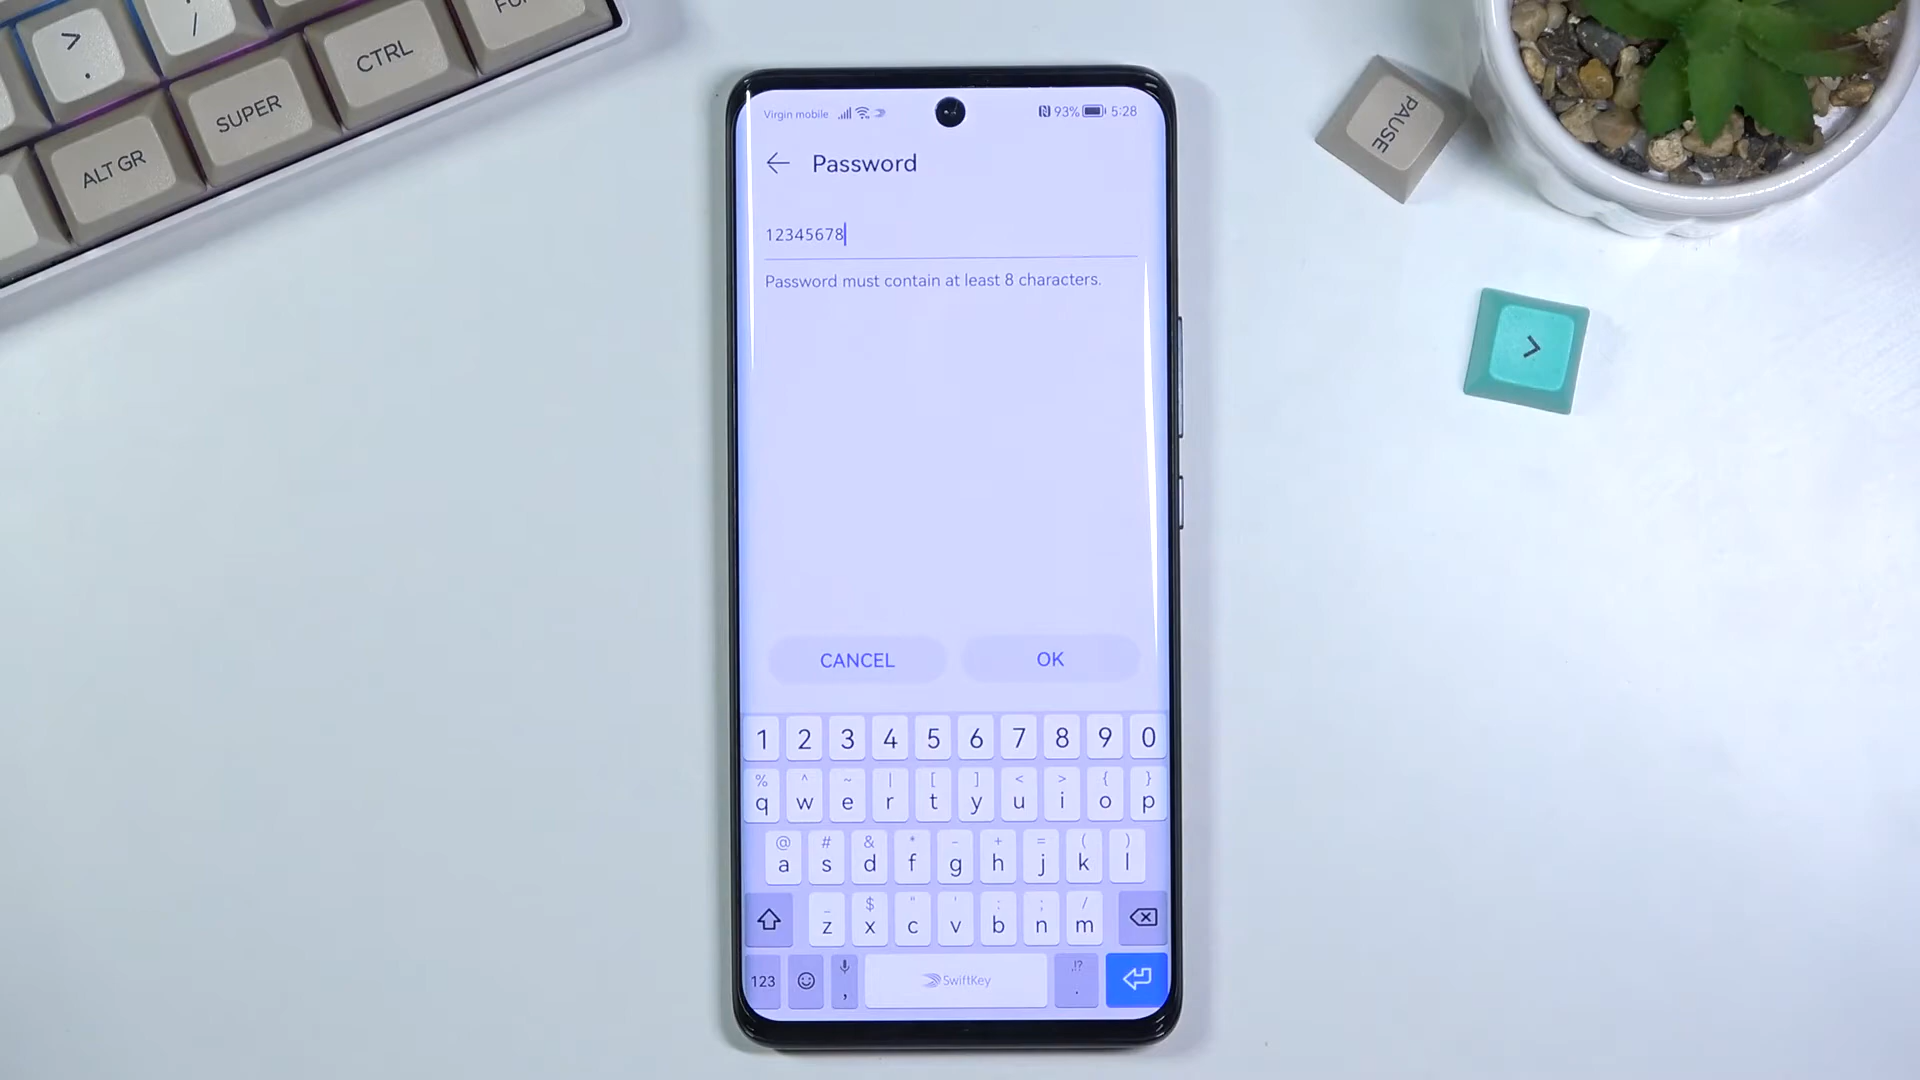 >
.
/
FU
CTRL
SUPER
ALT GR
PAUSE
>
Virgin mobile
93% 5:28
Password
12345678
Password must contain at least 8 characters.
CANCEL OK
1 2 3 4 5 6 7 8 9 0
% ^ ~ | [ ] < > { }
q w e r t y u i o p
@ # & * - + = ( )
a s d f g h j k l
_ $ " ' : ; /
z x c v b n m
123 , SwiftKey .!? .